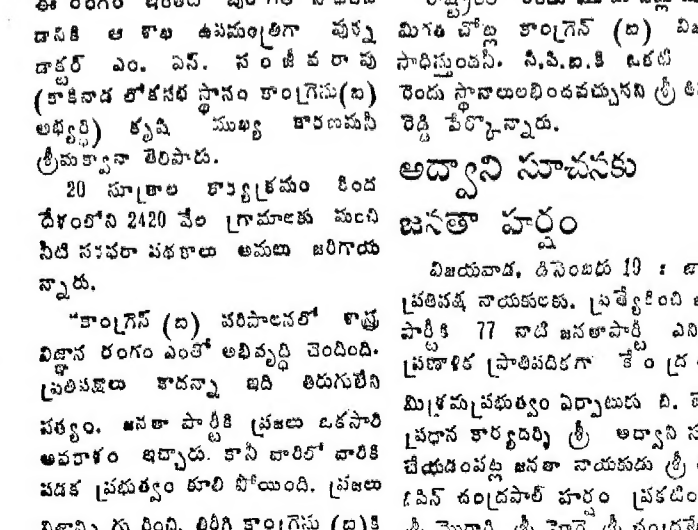 డానికి ఆ శాఖ ఉపమంత్రిగా వున్న
డాక్టర్ ఎం. ఎస్. సంజీవరావు
(కాకినాడ లోకసభ స్థానం కాంగ్రెసు(ఐ)
అభ్యర్థి) కృషి ముఖ్య కారణమని
శ్రీమక్వానా తెలిపారు.
20 సూత్రాల కార్యక్రమం కింద
దేశంలోని 2420 వేల గ్రామాలకు మంచి
నీటి సరఫరా పథకాలు అమలు జరిగాయ
న్నారు.
"కాంగ్రెస్ (ఐ) పరిపాలనలో శాస్త్ర
విజ్ఞాన రంగం ఎంతో అభివృద్ధి చెందింది.
ప్రతిపక్షాలు కాదన్నా ఇది తిరుగులేని
సత్యం. జనతా పార్టీకి ప్రజలు ఒకసారి
అవకాశం ఇచ్చారు. కాని వారిలో వారికి
పడక ప్రభుత్వం కూలి పోయింది. ప్రజలు
మిగతి చోట్ల కాంగ్రెస్ (ఐ)
సాధిస్తుందని. సి.పి.ఐ.కి ఒకటి
రెండు స్థానాలులభించవచ్చునని శ్రీ
రెడ్డి పేర్కొన్నారు.
అద్వాని సూచనకు
జనతా హర్షం
విజయవాడ, డిసెంబరు 19 :
ప్రతిపక్ష నాయకులకు. ప్రత్యేకించి
పార్టీకి 77 నాటి జనతాపార్టీ
ప్రణాళిక ప్రాతిపదికగా కేంద్ర
మిశ్రమప్రభుత్వం ఏర్పాటుకు బి.
ప్రధాన కార్యదర్శి శ్రీ అద్వాని
చేయడంపట్ల జనతా నాయకుడు శ్రీ
బిపిన్ చంద్రపాల్ హర్షం